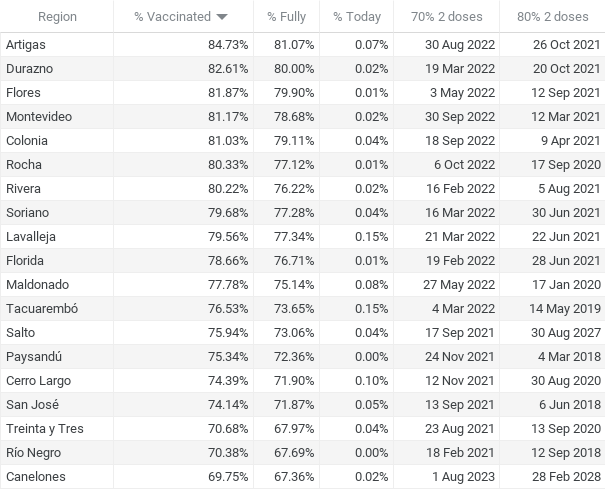 Region % Vaccinated % Fully % Today 70% 2 doses 80% 2 doses
Artigas 84.73% 81.07% 0.07% 30 Aug 2022 26 Oct 2021
Durazno 82.61% 80.00% 0.02% 19 Mar 2022 20 Oct 2021
Flores 81.87% 79.90% 0.01% 3 May 2022 12 Sep 2021
Montevideo 81.17% 78.68% 0.02% 30 Sep 2022 12 Mar 2021
Colonia 81.03% 79.11% 0.04% 18 Sep 2022 9 Apr 2021
Rocha 80.33% 77.12% 0.01% 6 Oct 2022 17 Sep 2020
Rivera 80.22% 76.22% 0.02% 16 Feb 2022 5 Aug 2021
Soriano 79.68% 77.28% 0.04% 16 Mar 2022 30 Jun 2021
Lavalleja 79.56% 77.34% 0.15% 21 Mar 2022 22 Jun 2021
Florida 78.66% 76.71% 0.01% 19 Feb 2022 28 Jun 2021
Maldonado 77.78% 75.14% 0.08% 27 May 2022 17 Jan 2020
Tacuarembó 76.53% 73.65% 0.15% 4 Mar 2022 14 May 2019
Salto 75.94% 73.06% 0.04% 17 Sep 2021 30 Aug 2027
Paysandú 75.34% 72.36% 0.00% 24 Nov 2021 4 Mar 2018
Cerro Largo 74.39% 71.90% 0.10% 12 Nov 2021 30 Aug 2020
San José 74.14% 71.87% 0.05% 13 Sep 2021 6 Jun 2018
Treinta y Tres 70.68% 67.97% 0.04% 23 Aug 2021 13 Sep 2020
Río Negro 70.38% 67.69% 0.00% 18 Feb 2021 12 Sep 2018
Canelones 69.75% 67.36% 0.02% 1 Aug 2023 28 Feb 2028